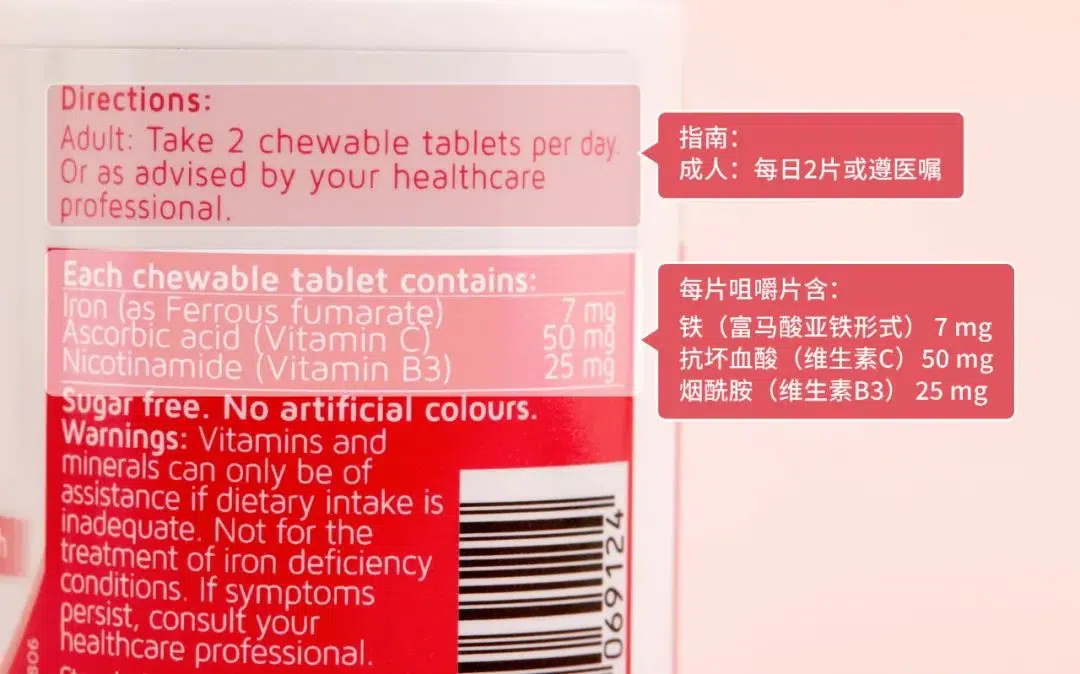 Directions:
Adult: Take 2 chewable tablets per day.
Or as advised by your healthcare
professional.
指南：
成人：每日2片或遵医嘱
Each chewable tablet contains:
Iron (as Ferrous fumarate) 7 mg
Ascorbic acid (Vitamin C) 50 mg
Nicotinamide (Vitamin B3) 25 mg
每片咀嚼片含：
铁（富马酸亚铁形式） 7 mg
抗坏血酸（维生素C）50 mg
烟酰胺（维生素B3） 25 mg
Sugar free. No artificial colours.
Warnings: Vitamins and
minerals can only be of
assistance if dietary intake is
inadequate. Not for the
treatment of iron deficiency
conditions. If symptoms
persist, consult your
healthcare professional.
069124